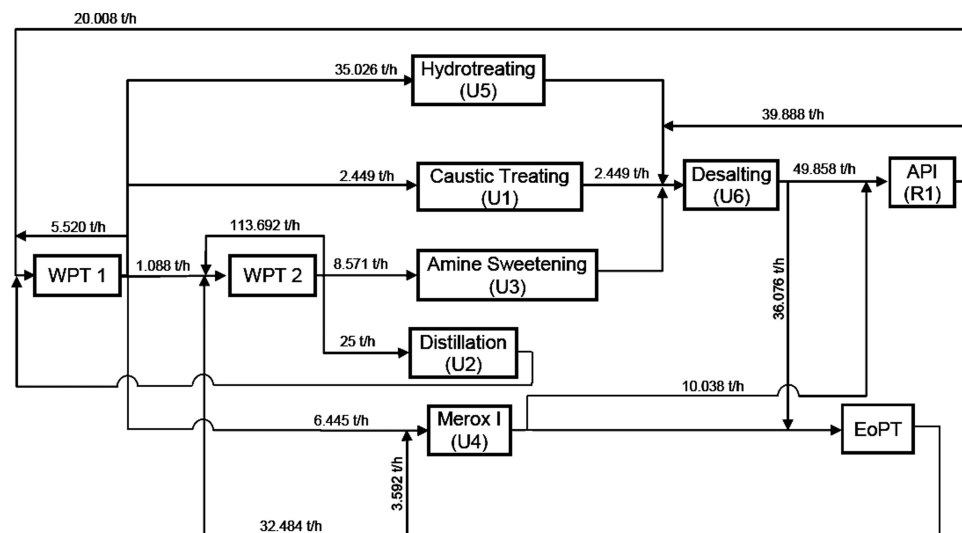 20.008 t/h
35.026 t/h
Hydrotreating
(U5)
39.888 t/h
2.449 t/h
Caustic Treating
(U1)
2.449 t/h
Desalting
(U6)
49.858 t/h
API
(R1)
5.520 t/h
113.692 t/h
WPT 1
1.088 t/h
WPT 2
8.571 t/h
Amine Sweetening
(U3)
36.076 t/h
25 t/h
Distillation
(U2)
10.038 t/h
6.445 t/h
Merox I
(U4)
EoPT
3.592 t/h
32.484 t/h